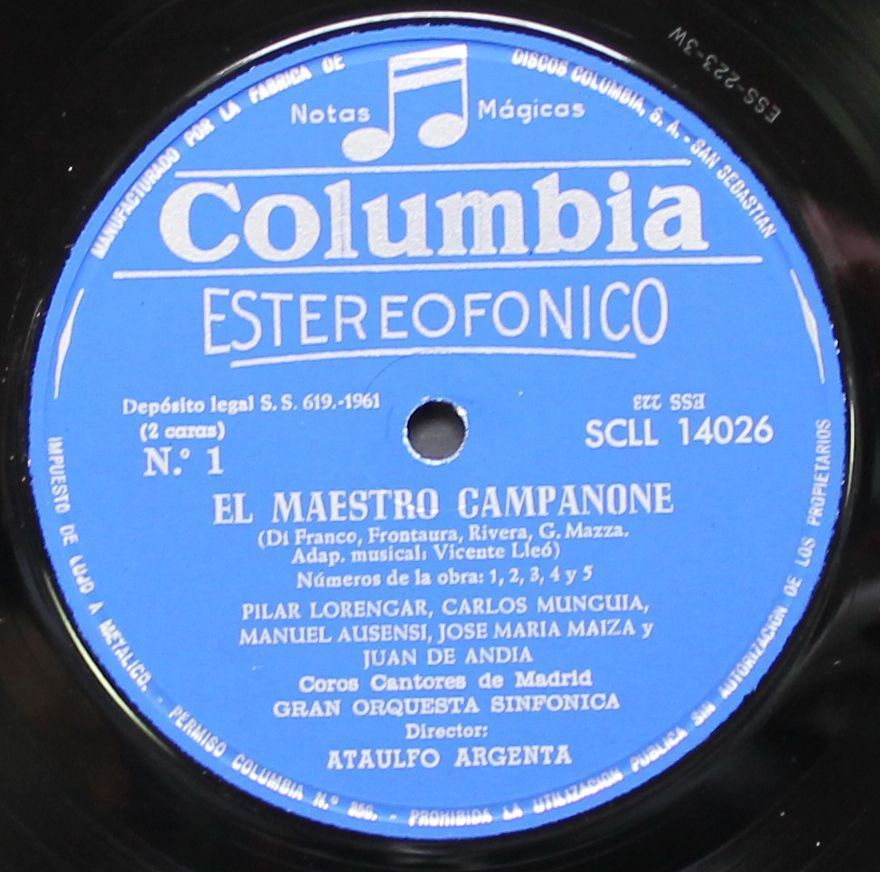 MANUFACTURADO POR LA FABRICA DE DISCOS COLUMBIA, S. A. - SAN SEBASTIAN
ESS-223-3W
Notas Mágicas
Columbia
ESTEREOFONICO
Depósito legal S. S. 619.-1961
(2 caras)
N.º 1
ESS 223
SCLL 14026
EL MAESTRO CAMPANONE
(Di Franco, Frontaura, Rivera, G. Mazza.
Adap. musical: Vicente Lleó)
Números de la obra: 1, 2, 3, 4 y 5
PILAR LORENGAR, CARLOS MUNGUIA,
MANUEL AUSENSI, JOSE MARIA MAIZA y
JUAN DE ANDIA
Coros Cantores de Madrid
GRAN ORQUESTA SINFONICA
Director:
ATAULFO ARGENTA
IMPUESTO DE LUJO A METALICO. - PERMISO COLUMBIA N.º 256. - PROHIBIDA LA UTILIZACION PUBLICA SIN AUTORIZACION DE LOS PROPIETARIOS